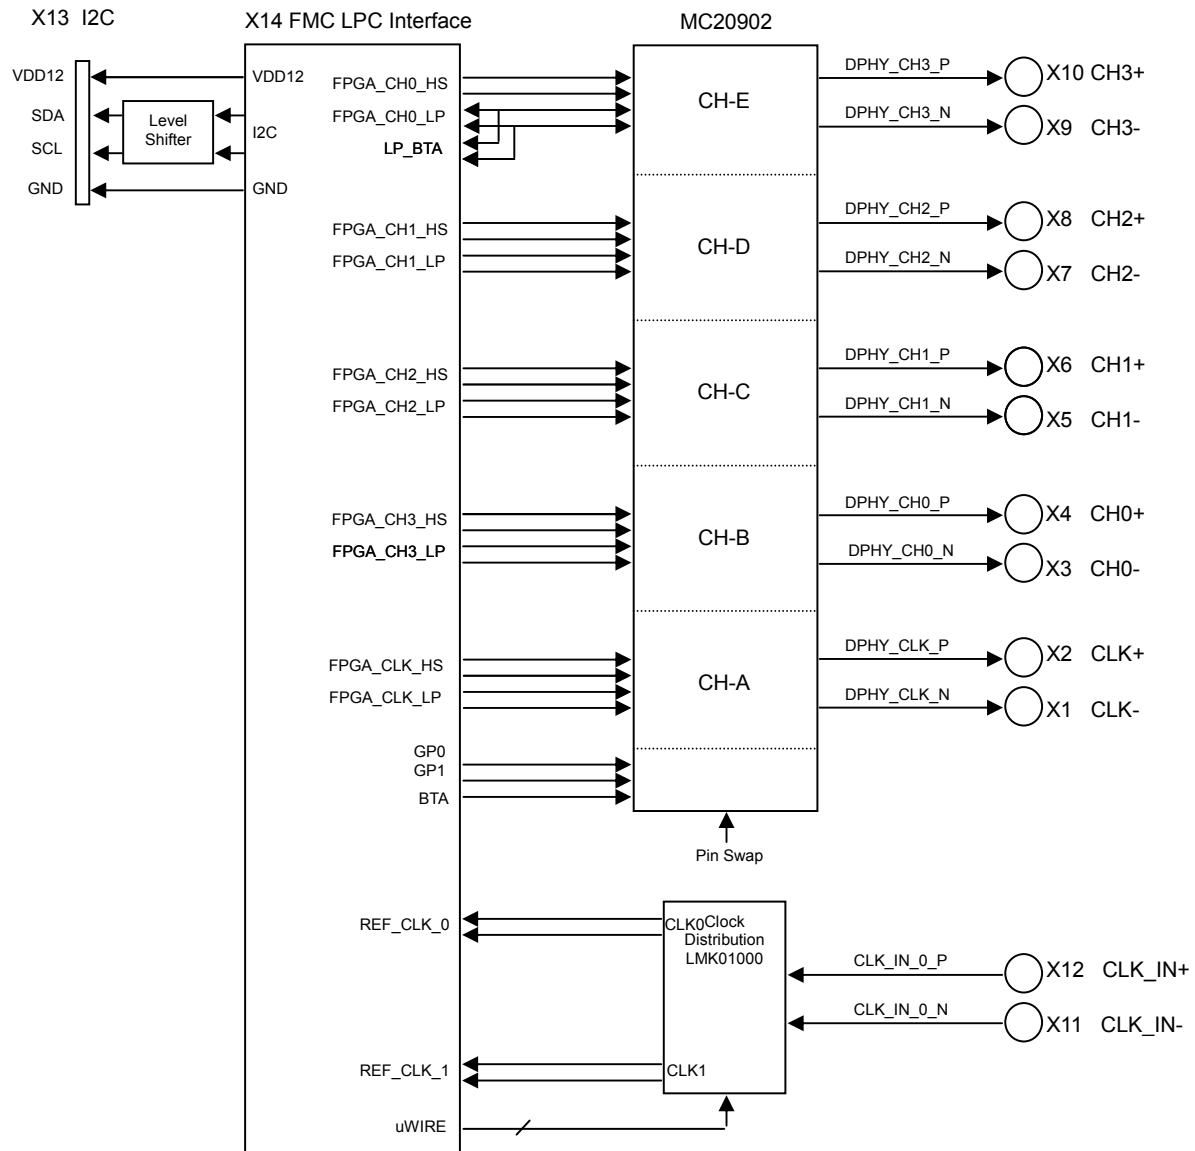 X13 I2C
X14 FMC LPC Interface
MC20902
VDD12
SDA
SCL
GND
Level
Shifter
VDD12
I2C
GND
FPGA_CH0_HS
FPGA_CH0_LP
LP_BTA
CH-E
DPHY_CH3_P
X10 CH3+
DPHY_CH3_N
X9 CH3-
FPGA_CH1_HS
FPGA_CH1_LP
CH-D
DPHY_CH2_P
X8 CH2+
DPHY_CH2_N
X7 CH2-
FPGA_CH2_HS
FPGA_CH2_LP
CH-C
DPHY_CH1_P
X6 CH1+
DPHY_CH1_N
X5 CH1-
FPGA_CH3_HS
FPGA_CH3_LP
CH-B
DPHY_CH0_P
X4 CH0+
DPHY_CH0_N
X3 CH0-
FPGA_CLK_HS
FPGA_CLK_LP
CH-A
DPHY_CLK_P
X2 CLK+
DPHY_CLK_N
X1 CLK-
GP0
GP1
BTA
Pin Swap
REF_CLK_0
CLK0
Clock
Distribution
LMK01000
CLK_IN_0_P
X12 CLK_IN+
CLK_IN_0_N
X11 CLK_IN-
REF_CLK_1
CLK1
uWIRE